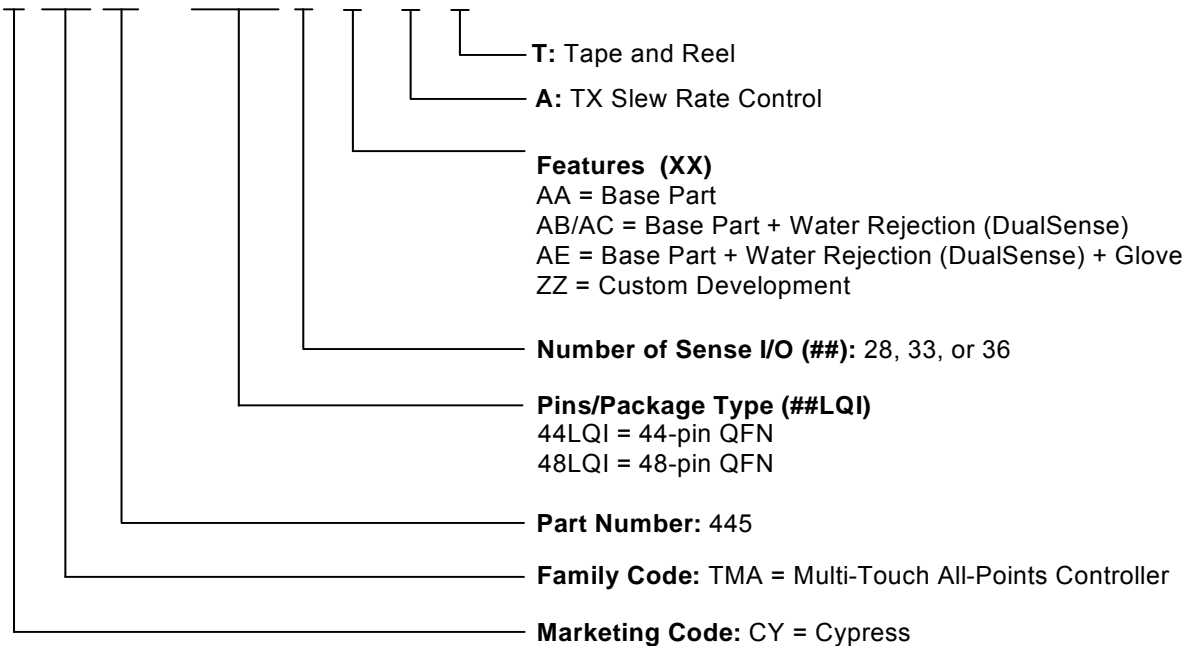 T: Tape and Reel
A: TX Slew Rate Control
Features (XX)
AA = Base Part
AB/AC = Base Part + Water Rejection (DualSense)
AE = Base Part + Water Rejection (DualSense) + Glove
ZZ = Custom Development
Number of Sense I/O (##): 28, 33, or 36
Pins/Package Type (##LQI)
44LQI = 44-pin QFN
48LQI = 48-pin QFN
Part Number: 445
Family Code: TMA = Multi-Touch All-Points Controller
Marketing Code: CY = Cypress